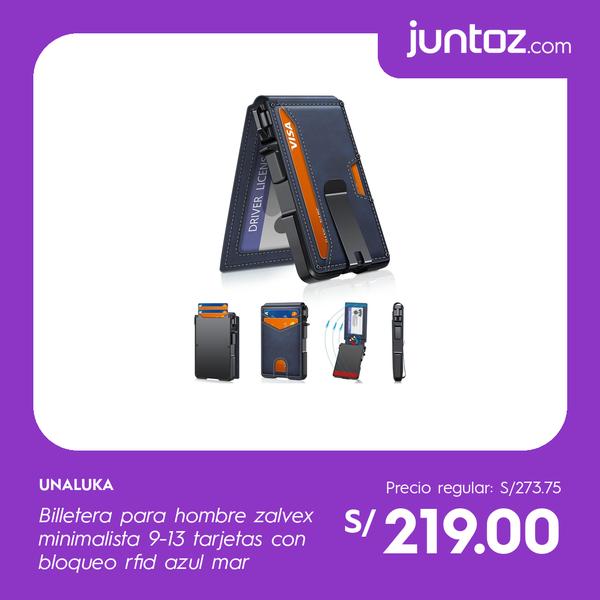 juntoz.com
VISA
DRIVER LICENS
UNALUKA
Billetera para hombre zalvex
minimalista 9-13 tarjetas con
bloqueo rfid azul mar
Precio regular: S/273.75
S/219.00